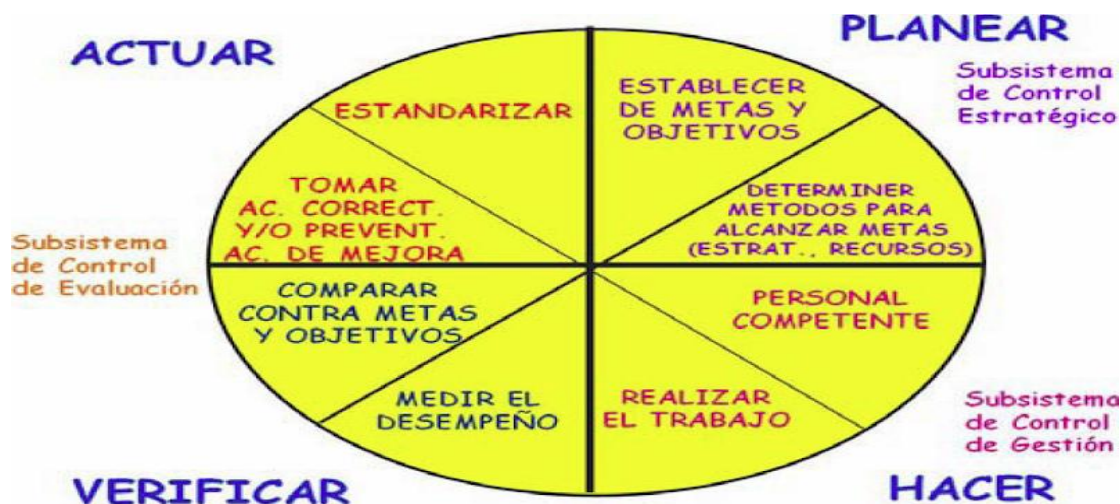 ACTUAR
PLANEAR
Subsistema
de Control
Estratégico
ESTABLECER
DE METAS Y
OBJETIVOS
DETERMINER
METODOS PARA
ALCANZAR METAS
(ESTRAT., RECURSOS)
PERSONAL
COMPETENTE
REALIZAR
EL TRABAJO
Subsistema
de Control
de Gestión
HACER
MEDIR EL
DESEMPEÑO
COMPARAR
CONTRA METAS
Y OBJETIVOS
VERIFICAR
Subsistema
de Control
de Evaluación
TOMAR
AC. CORRECT.
Y/O PREVENT.
AC. DE MEJORA
ESTANDARIZAR